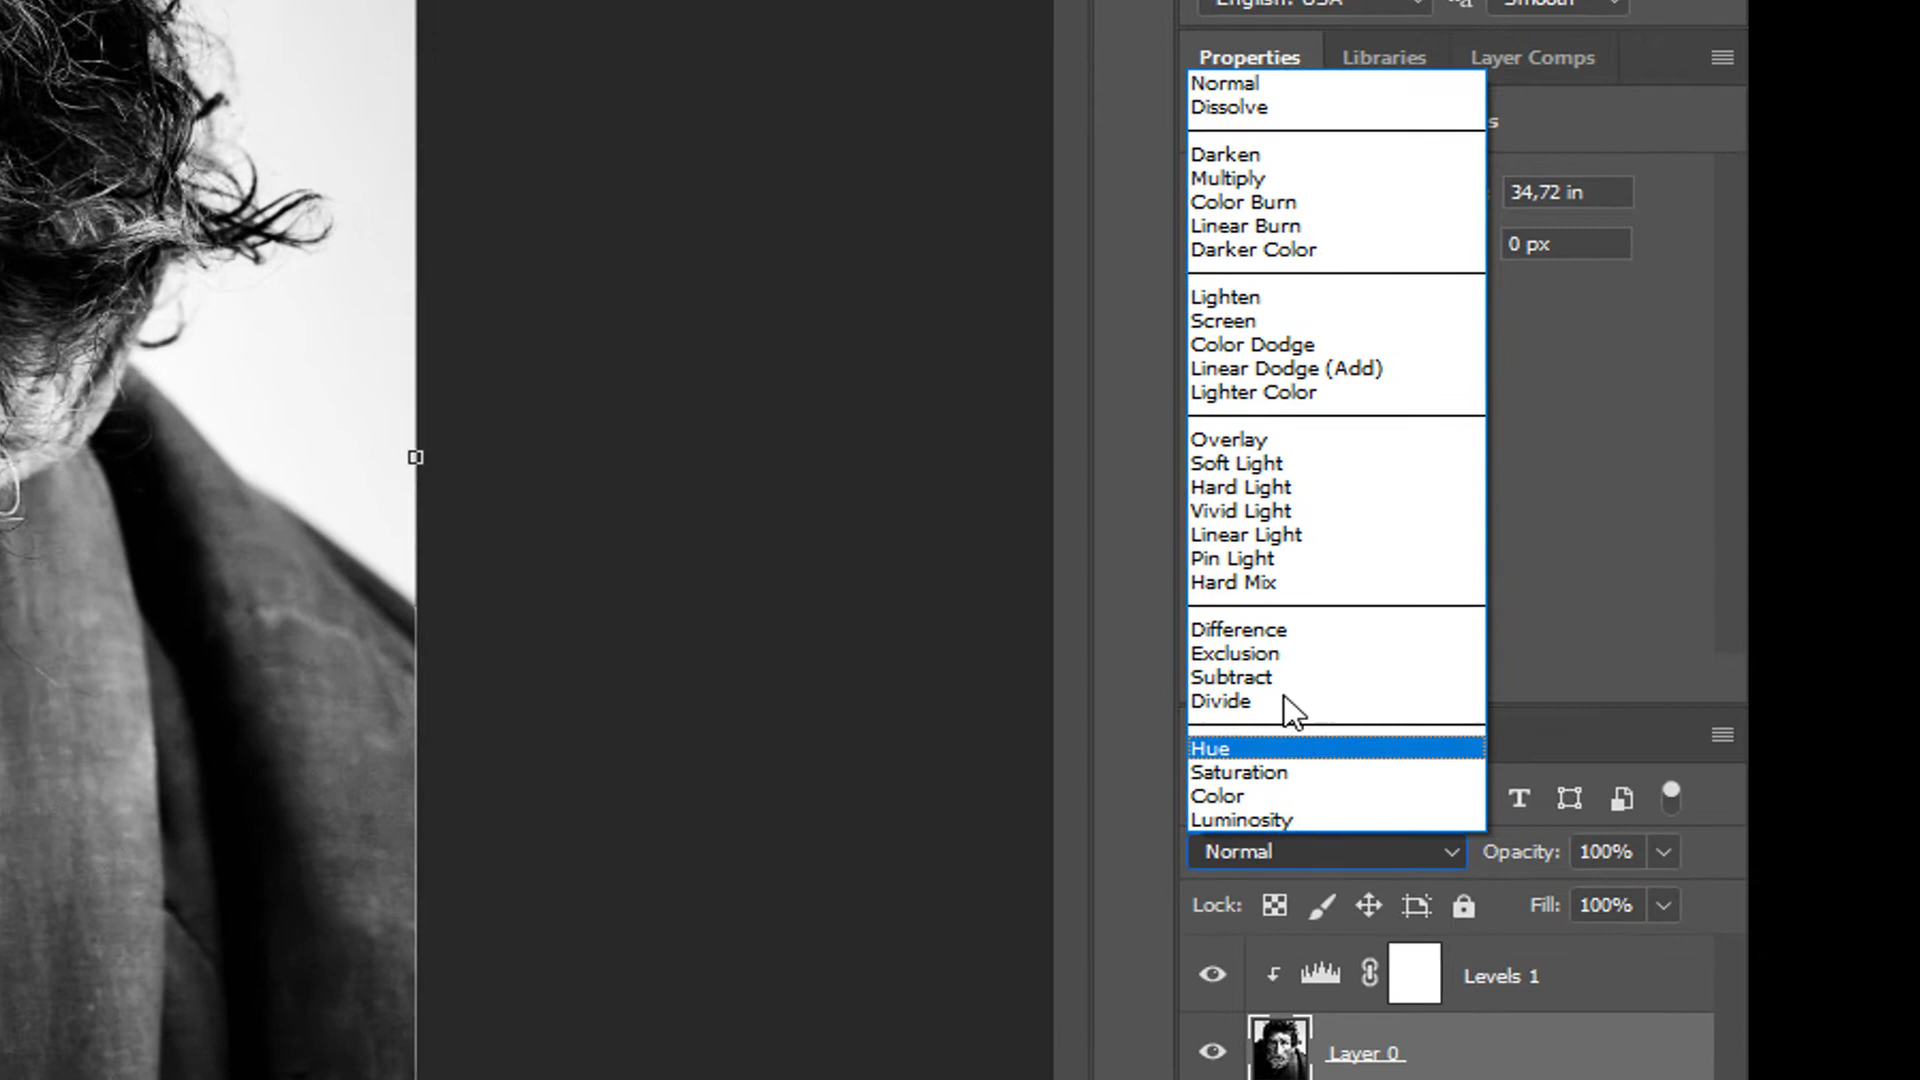 English: USA
Smooth
Properties
Libraries
Layer Comps
Normal
Dissolve
s
Darken
Multiply
Color Burn
Linear Burn
Darker Color
34,72 in
0 px
Lighten
Screen
Color Dodge
Linear Dodge (Add)
Lighter Color
Overlay
Soft Light
Hard Light
Vivid Light
Linear Light
Pin Light
Hard Mix
Difference
Exclusion
Subtract
Divide
Hue
Saturation
Color
Luminosity
Normal
Opacity: 100%
Lock:
Fill: 100%
Levels 1
Layer 0